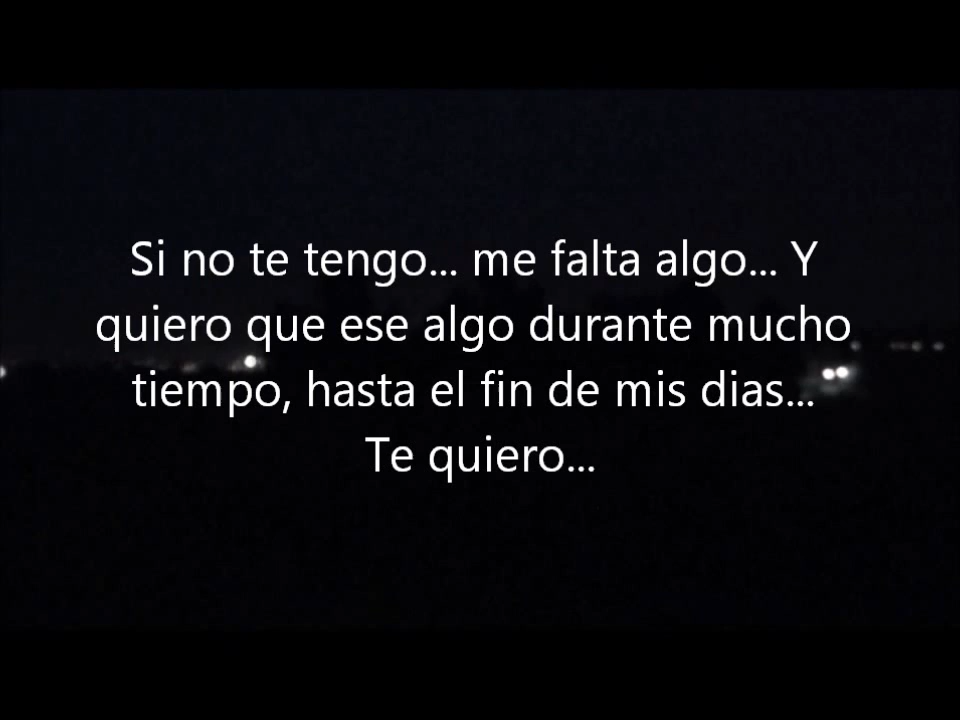 Si no te tengo... me falta algo... Y
quiero que ese algo durante mucho
tiempo, hasta el fin de mis dias...
Te quiero...